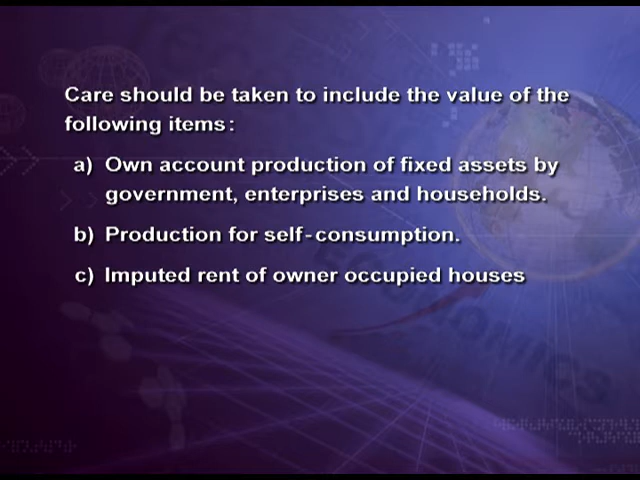 Care should be taken to include the value of the
following items:
a) Own account production of fixed assets by
government, enterprises and households.
b) Production for self-consumption.
c) Imputed rent of owner occupied houses
ECONOMICS